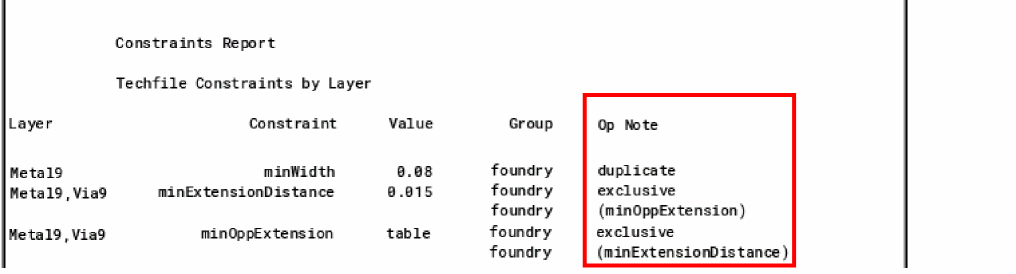 Constraints Report
Techfile Constraints by Layer
Layer Constraint Value Group Op Note
Metal9 minWidth 0.08 foundry duplicate
Metal9,Via9 minExtensionDistance 0.015 foundry exclusive
foundry (minOppExtension)
Metal9,Via9 minOppExtension table foundry exclusive
foundry (minExtensionDistance)